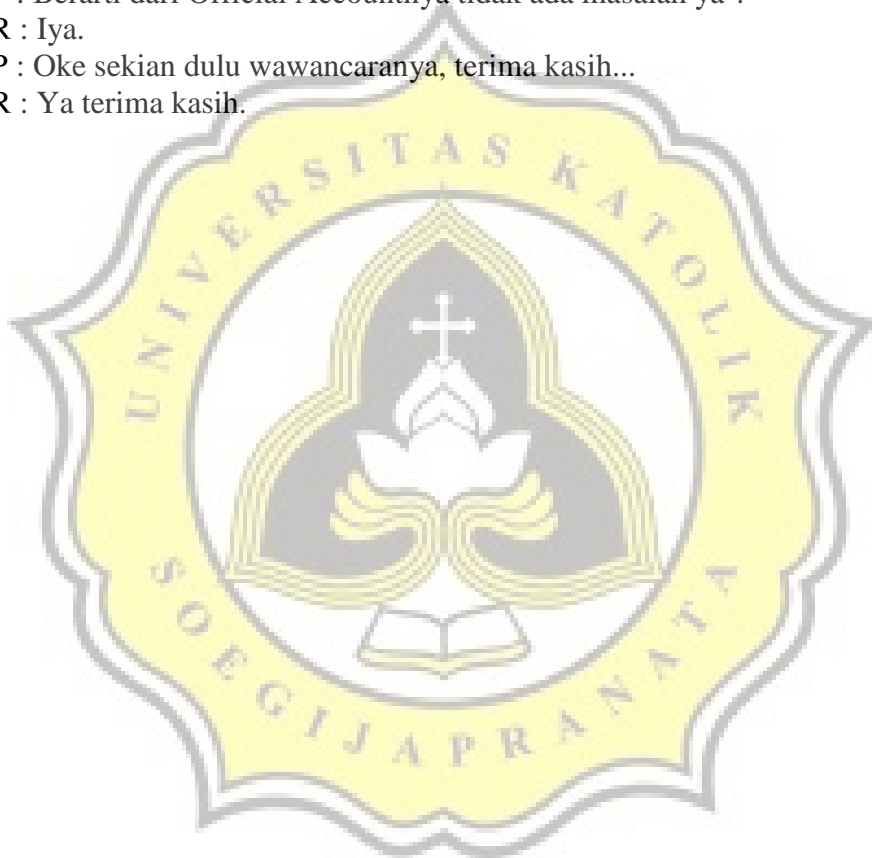 : Berarti dari Official Accountnya tidak ada masalah ya ?
R : Iya.
P : Oke sekian dulu wawancaranya, terima kasih...
R : Ya terima kasih.
UNIVERSITAS KATOLIK
SOEGIJAPRANATA